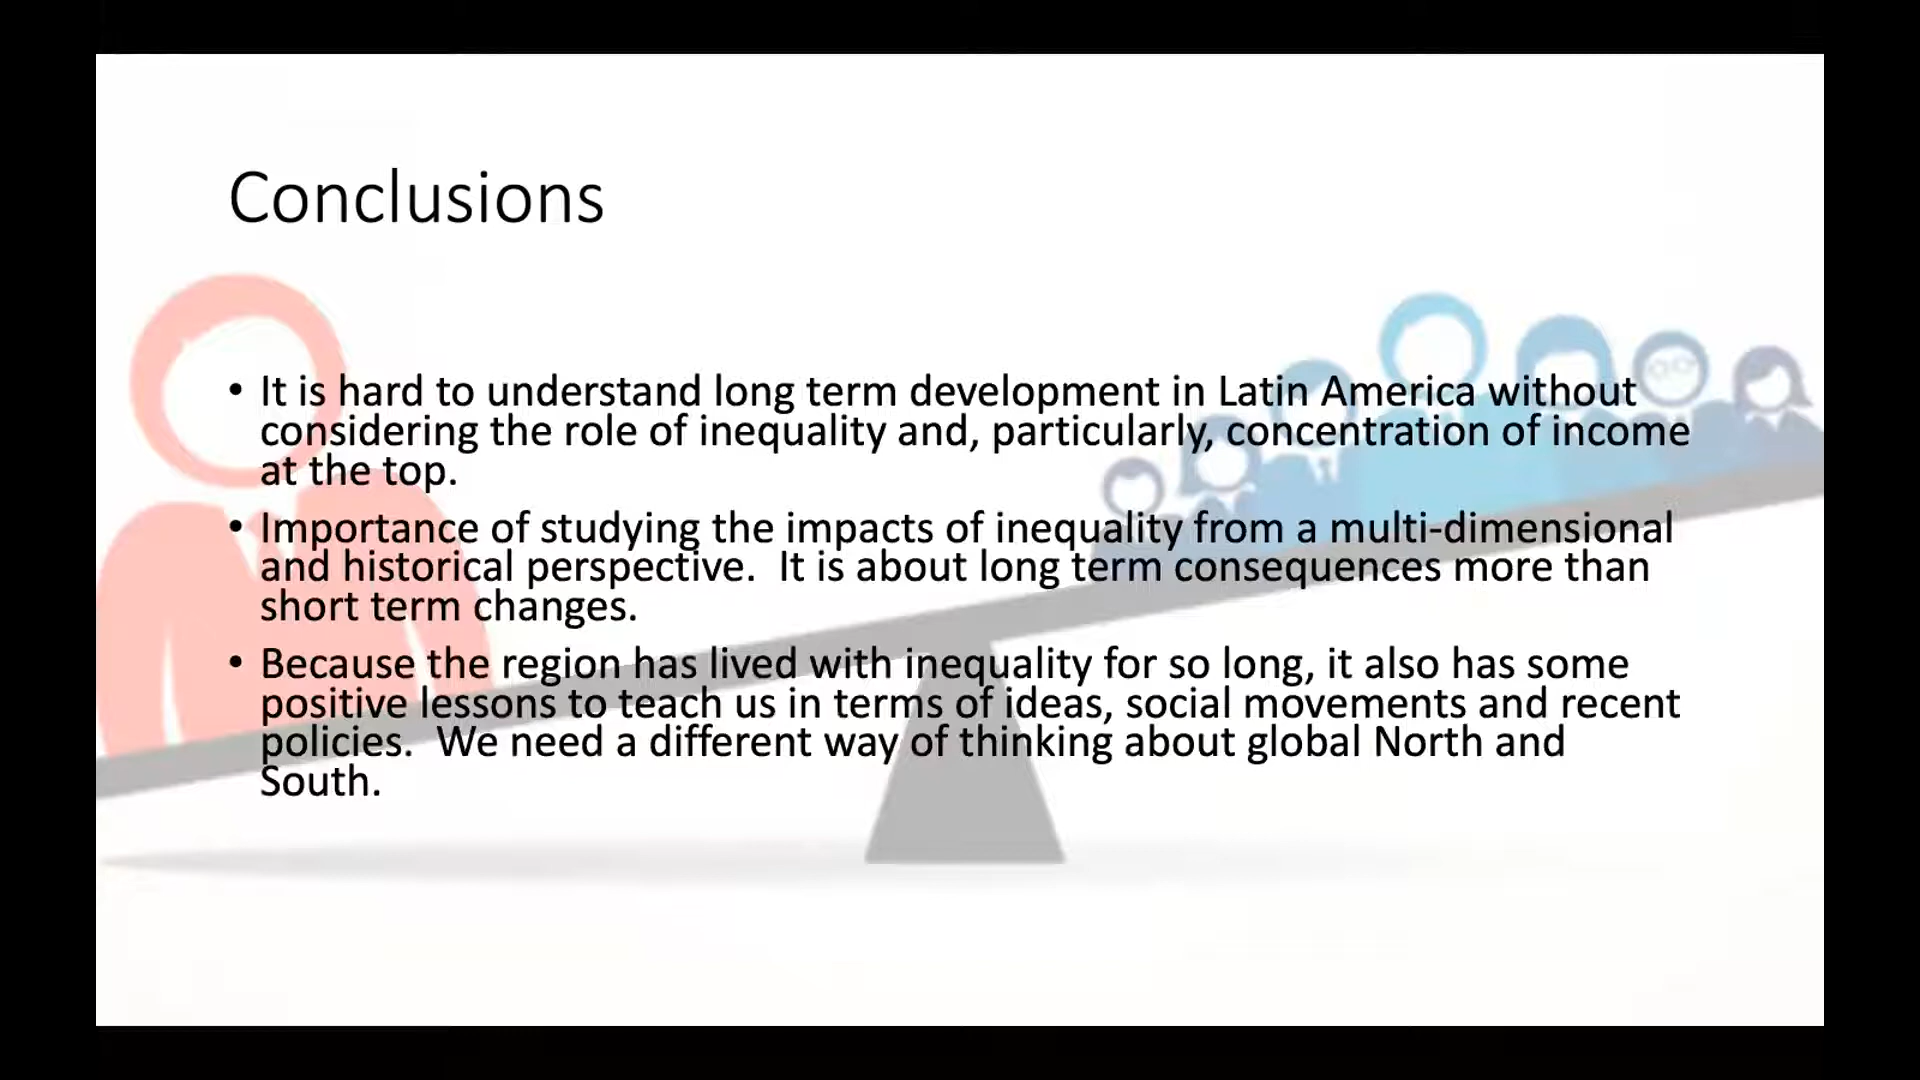 Conclusions
• It is hard to understand long term development in Latin America without
considering the role of inequality and, particularly, concentration of income
at the top.
• Importance of studying the impacts of inequality from a multi-dimensional
and historical perspective.  It is about long term consequences more than
short term changes.
• Because the region has lived with inequality for so long, it also has some
positive lessons to teach us in terms of ideas, social movements and recent
policies.  We need a different way of thinking about global North and
South.